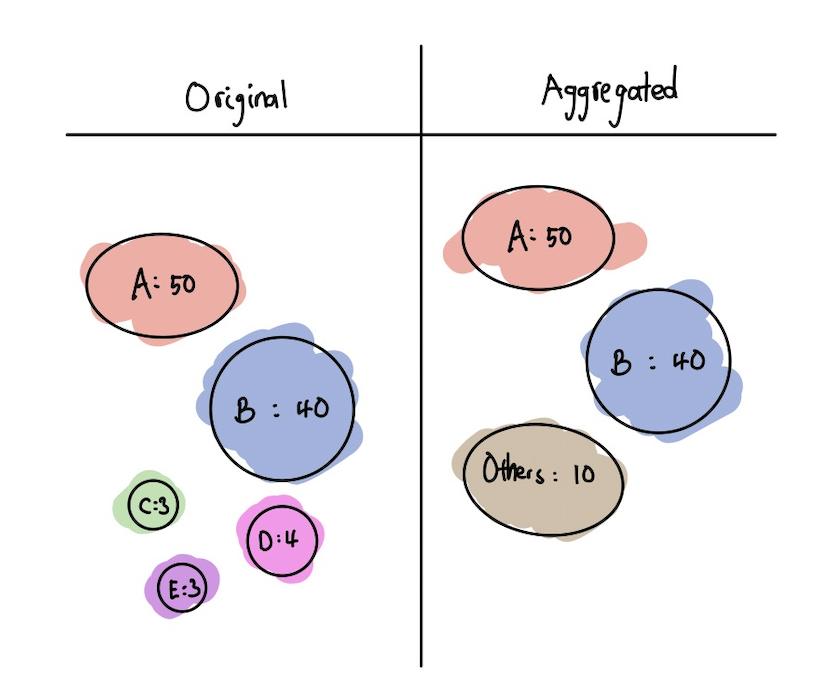 Original
Aggregated
A: 50
B : 40
C:3
D:4
E:3
A: 50
B : 40
Others: 10